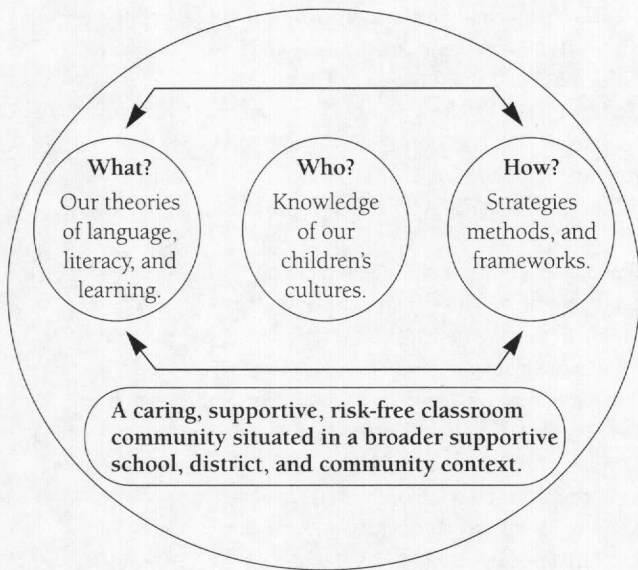 What?
Our theories
of language,
literacy, and
learning.
Who?
Knowledge
of our
children's
cultures.
How?
Strategies
methods, and
frameworks.
A caring, supportive, risk-free classroom
community situated in a broader supportive
school, district, and community context.